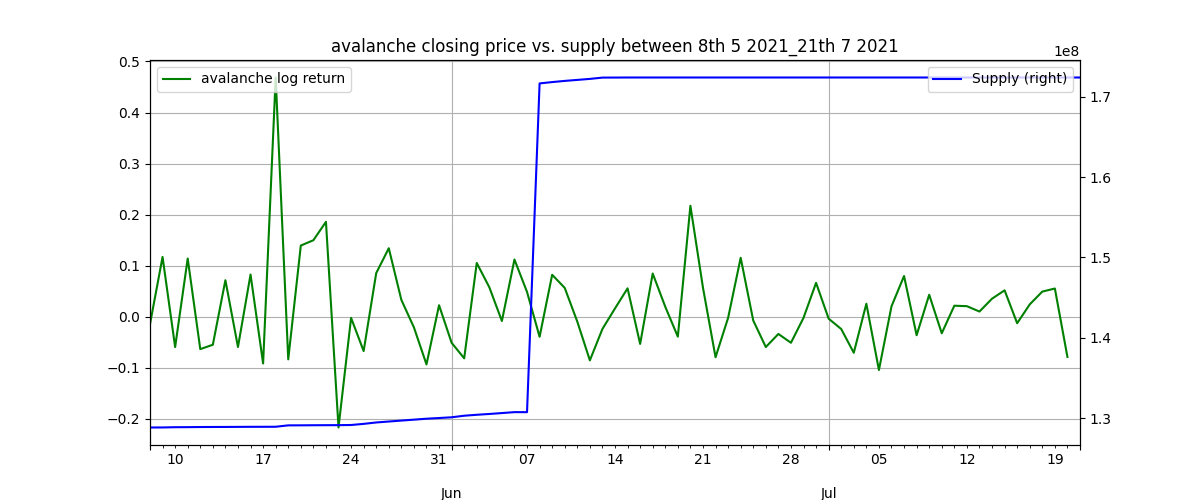 avalanche closing price vs. supply between 8th 5 2021_21th 7 2021
1e8
avalanche log return
Supply (right)
0.5
0.4
0.3
0.2
0.1
0.0
−0.1
−0.2
1.7
1.6
1.5
1.4
1.3
10 17 24 31 07 14 21 28 05 12 19
Jun Jul